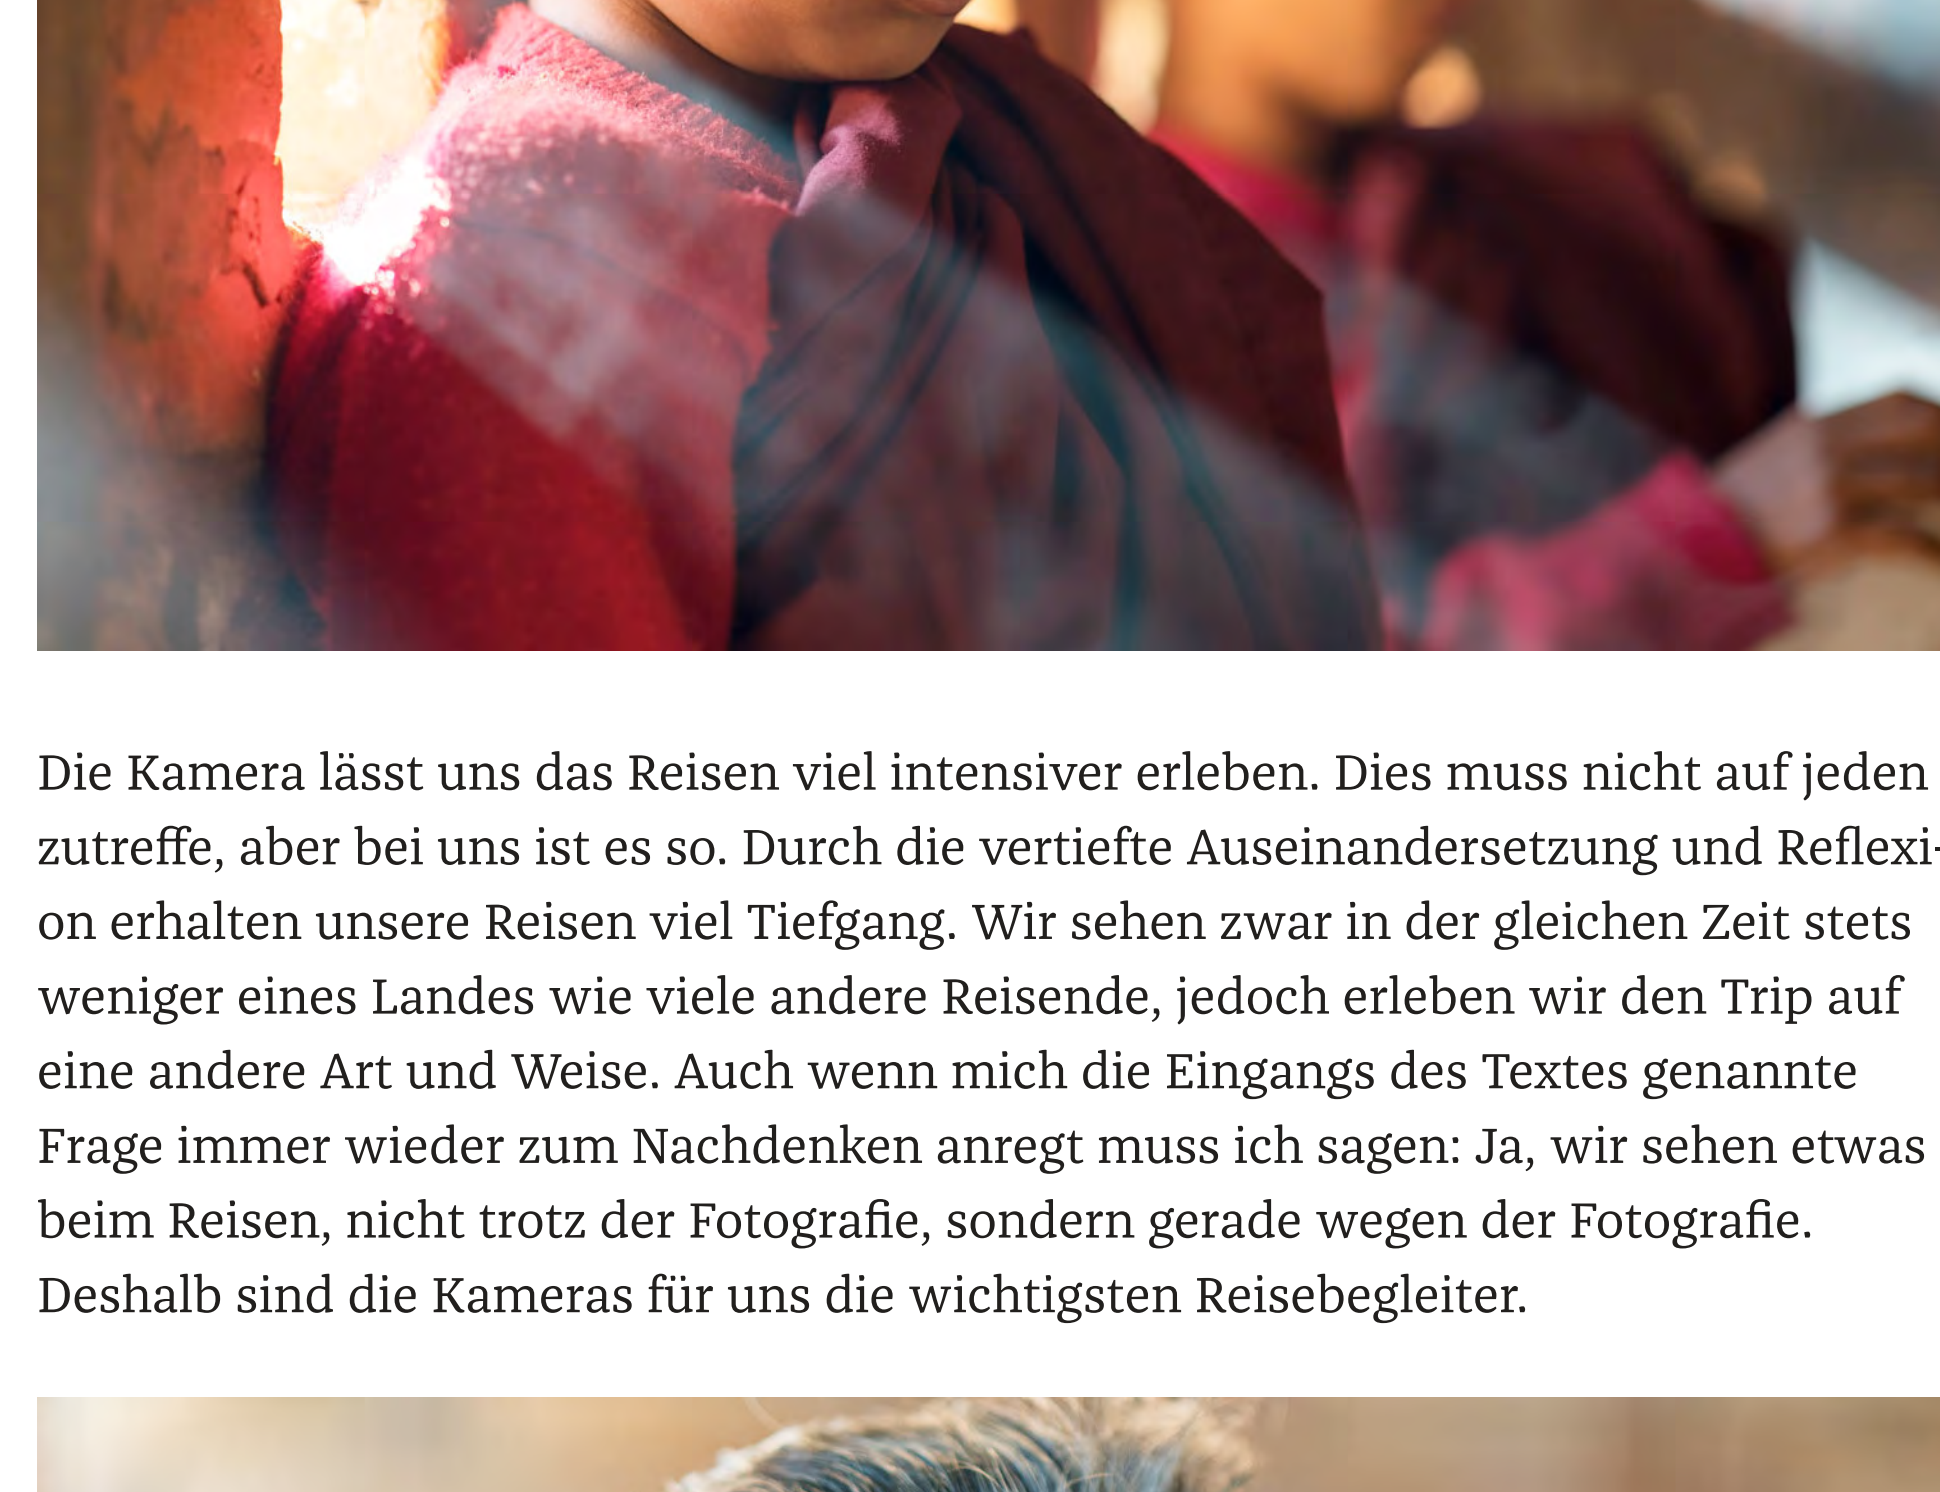 Die Kamera lässt uns das Reisen viel intensiver erleben. Dies muss nicht auf jeden
zutreffe, aber bei uns ist es so. Durch die vertiefte Auseinandersetzung und Reflexi-
on erhalten unsere Reisen viel Tiefgang. Wir sehen zwar in der gleichen Zeit stets
weniger eines Landes wie viele andere Reisende, jedoch erleben wir den Trip auf
eine andere Art und Weise. Auch wenn mich die Eingangs des Textes genannte
Frage immer wieder zum Nachdenken anregt muss ich sagen: Ja, wir sehen etwas
beim Reisen, nicht trotz der Fotografie, sondern gerade wegen der Fotografie.
Deshalb sind die Kameras für uns die wichtigsten Reisebegleiter.